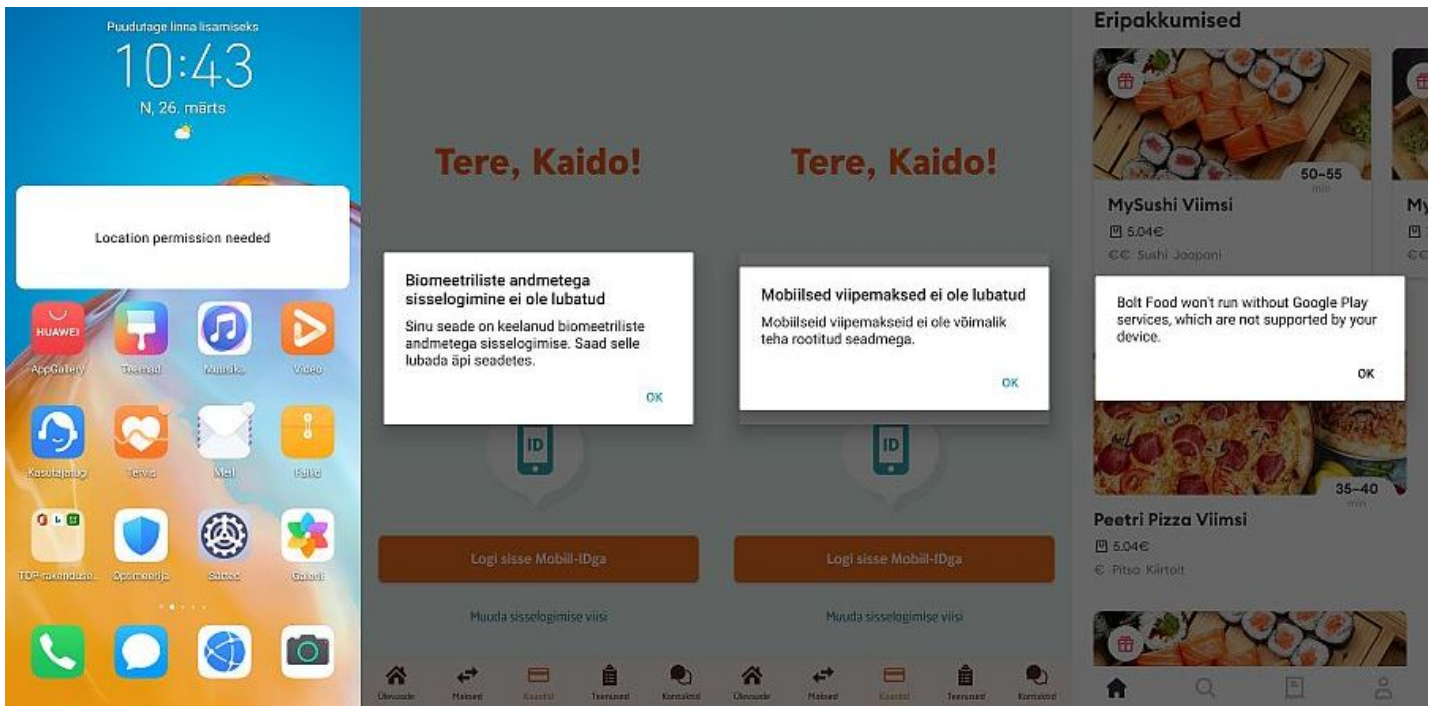 Puudutage linna lisamiseks
10:43
N, 26. märts
Location permission needed
HUAWEI
AppGallery
Teemad
Muusika
Video
Kasutajatugi
Tervis
Meil
Failid
Optimeerija
Sätted
Galerii
Tere, Kaido!
Biomeetriliste andmetega
sisselogimine ei ole lubatud
Sinu seade on keelanud biomeetriliste
andmetega sisselogimise. Saad selle
lubada äpi seadetes.
OK
ID
Logi sisse Mobiil-IDga
Muuda sisselogimise viisi
Ülevaade
Maksed
Kaardid
Teenused
Kontaktid
Tere, Kaido!
Mobiilsed viipemaksed ei ole lubatud
Mobiilseid viipemakseid ei ole võimalik
teha rootitud seadmega.
OK
ID
Logi sisse Mobiil-IDga
Muuda sisselogimise viisi
Ülevaade
Maksed
Kaardid
Teenused
Kontaktid
Eripakkumised
50–55
min
MySushi Viimsi
My
5.04€
€€ Sushi Jaapani
€€
Bolt Food won't run without Google Play
services, which are not supported by your
device.
OK
35–40
min
Peetri Pizza Viimsi
5.04€
€ Pitsa Kiirtoit